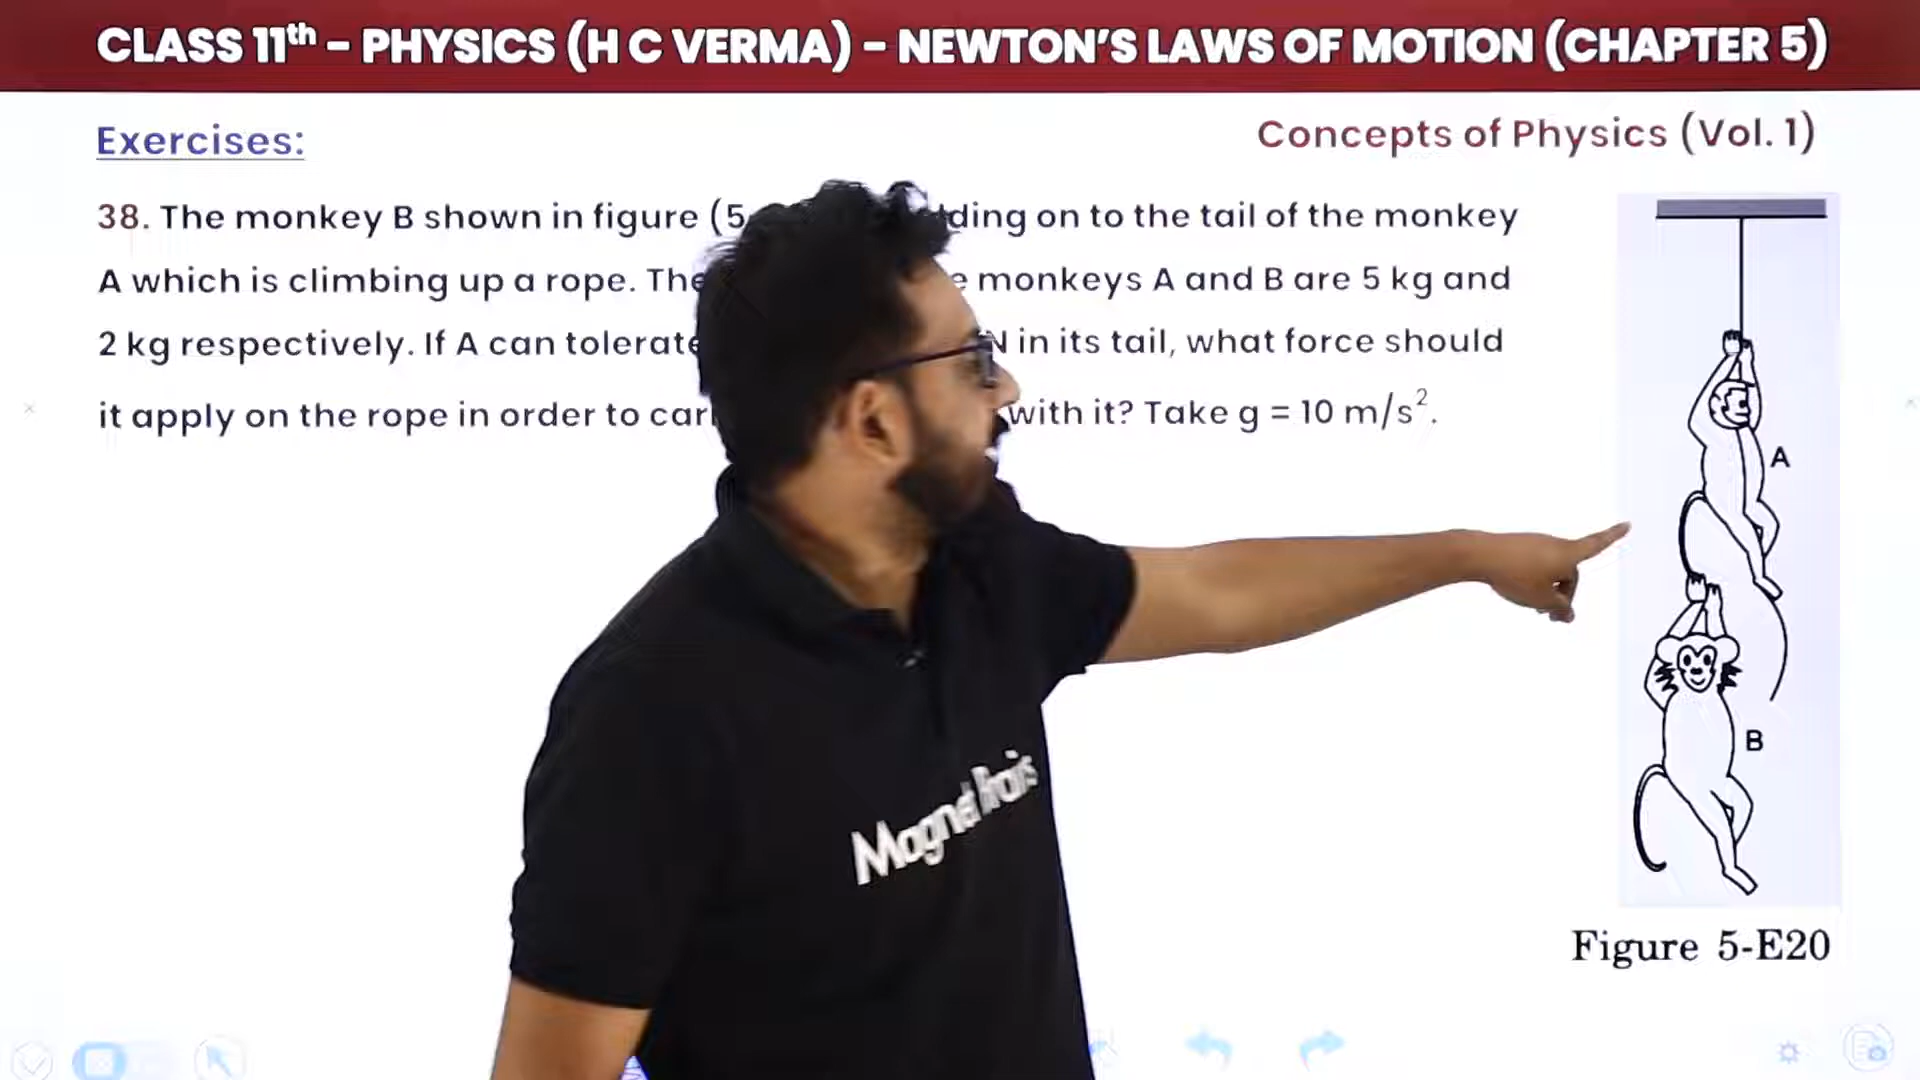 CLASS 11th – PHYSICS (H C VERMA) – NEWTON'S LAWS OF MOTION (CHAPTER 5)
Exercises:
Concepts of Physics (Vol. 1)
38. The monkey B shown in figure (5 on to the tail of the monkey
A which is climbing up a rope. The monkeys A and B are 5 kg and
2 kg respectively. If A can tolerate N in its tail, what force should
it apply on the rope in order to with it? Take g = 10 m/s².
A
B
Magnet Brains
Figure 5-E20